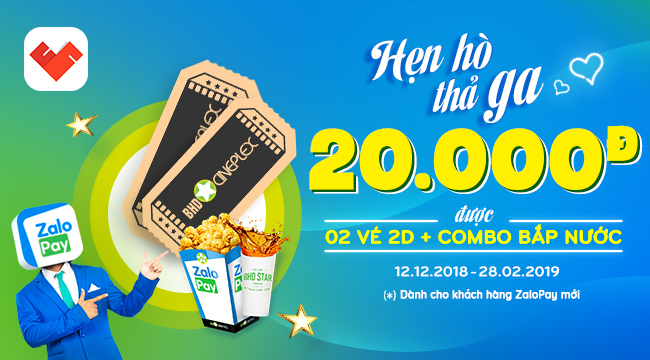 Hẹn hò
thả ga
20.000Đ
được
02 VÉ 2D + COMBO BẮP NƯỚC
12.12.2018 - 28.02.2019
(*) Dành cho khách hàng ZaloPay mới
BHD CINEPLEX
Zalo
Pay
Zalo
Pay
BHD STAR